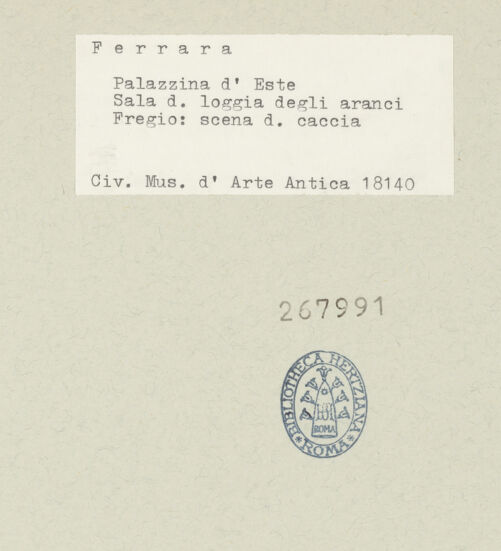 Ferrara
Palazzina d' Este
Sala d. loggia degli aranci
Fregio: scena d. caccia
Civ. Mus. d' Arte Antica 18140
267991
BIBLIOTHECA HERTZIANA
ROMA
* ROMA *